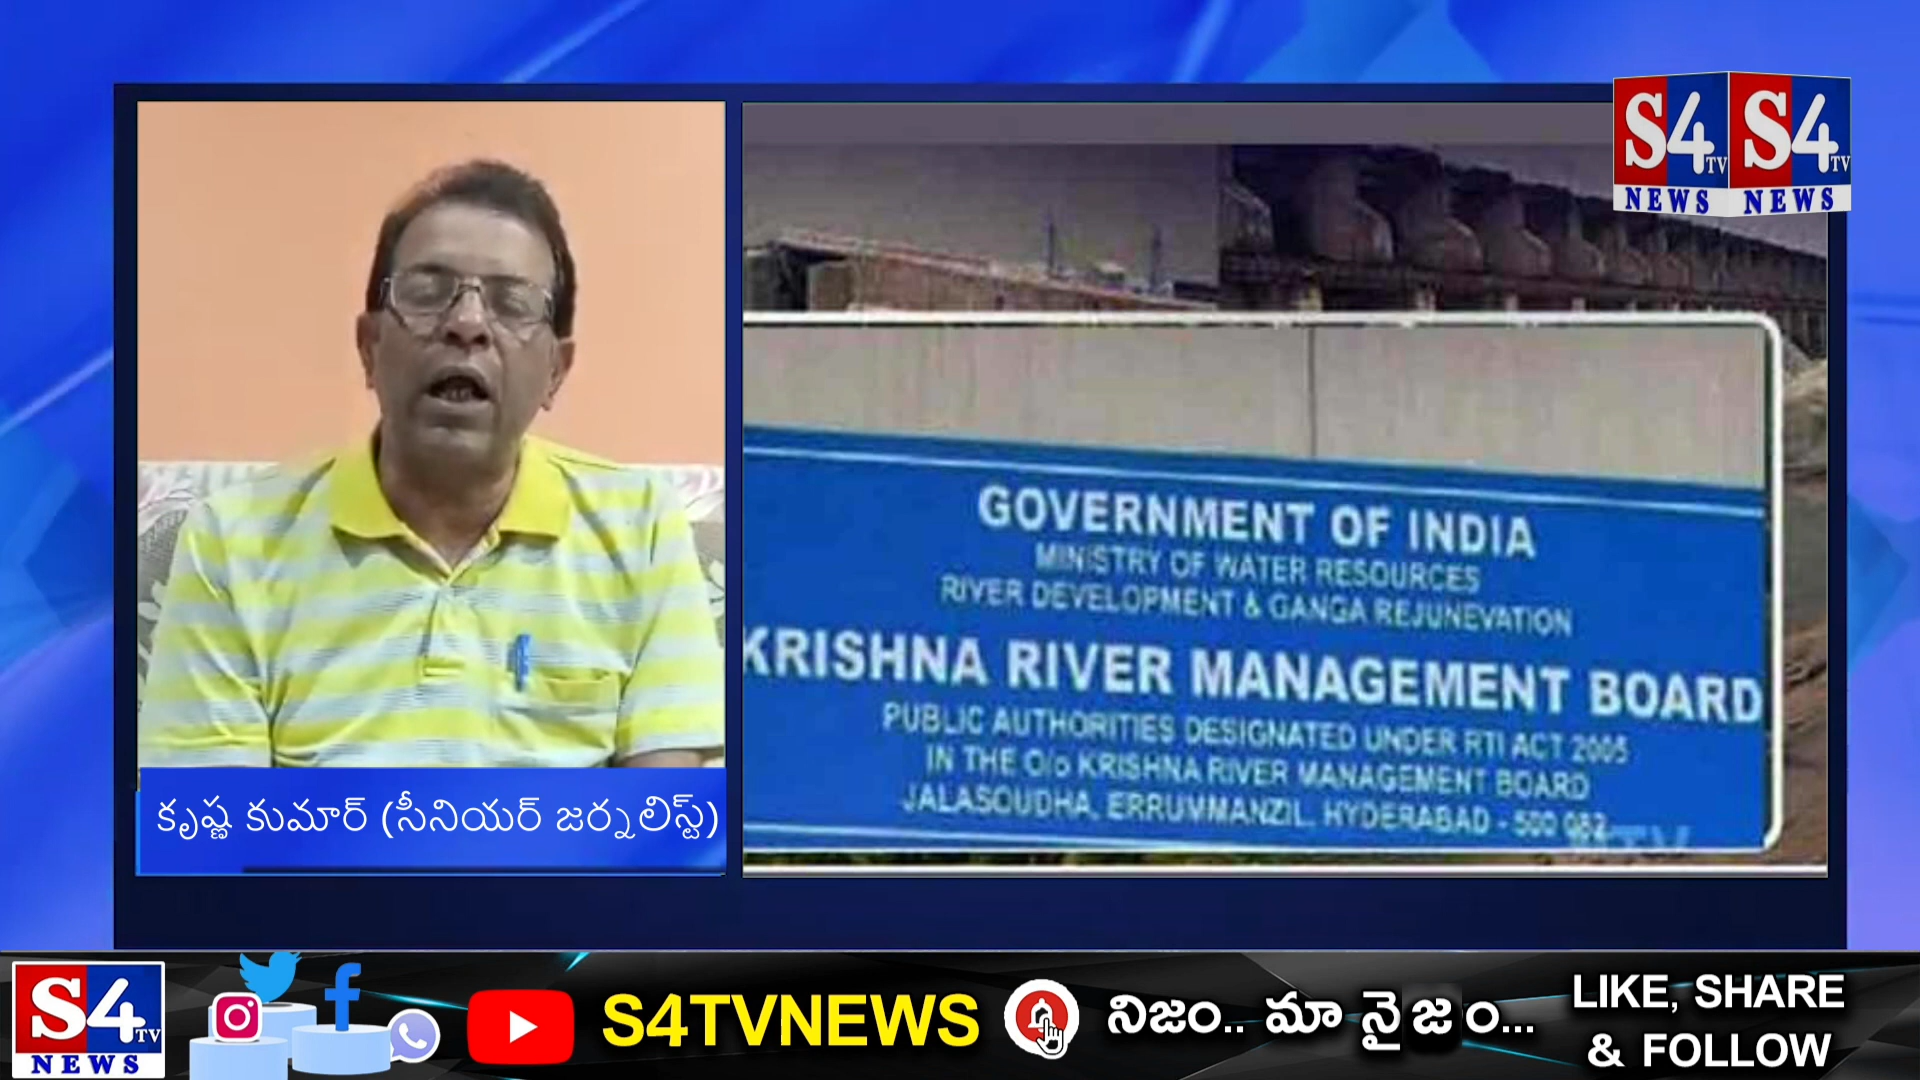 S4 TV NEWS S4 TV NEWS
GOVERNMENT OF INDIA
MINISTRY OF WATER RESOURCES
RIVER DEVELOPMENT & GANGA REJUNEVATION
KRISHNA RIVER MANAGEMENT BOARD
PUBLIC AUTHORITIES DESIGNATED UNDER RTI ACT 2005
IN THE O/o KRISHNA RIVER MANAGEMENT BOARD
JALASOUDHA, ERRUMMANZIL, HYDERABAD - 500 082
కృష్ణ కుమార్ (సీనియర్ జర్నలిస్ట్)
S4 TV NEWS
S4TVNEWS
నిజం.. మా నైజం...
LIKE, SHARE
& FOLLOW